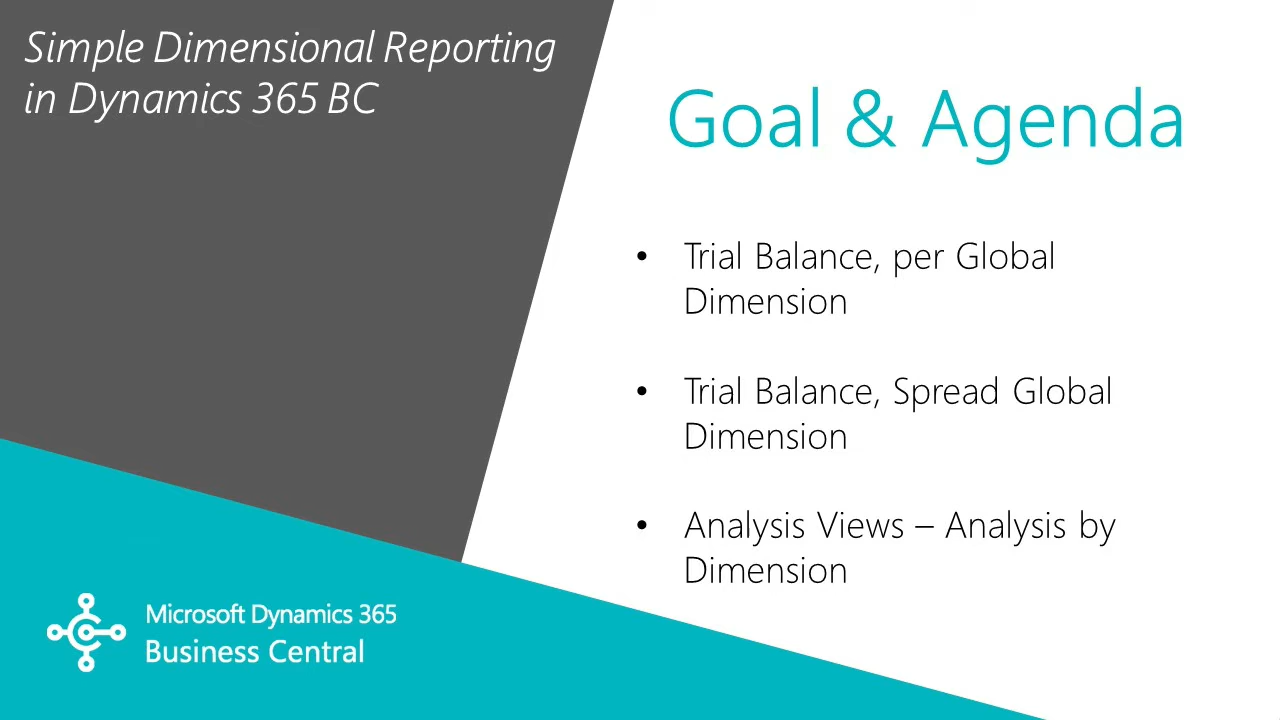 Simple Dimensional Reporting
in Dynamics 365 BC
Goal & Agenda
• Trial Balance, per Global
Dimension
• Trial Balance, Spread Global
Dimension
• Analysis Views – Analysis by
Dimension
Microsoft Dynamics 365
Business Central